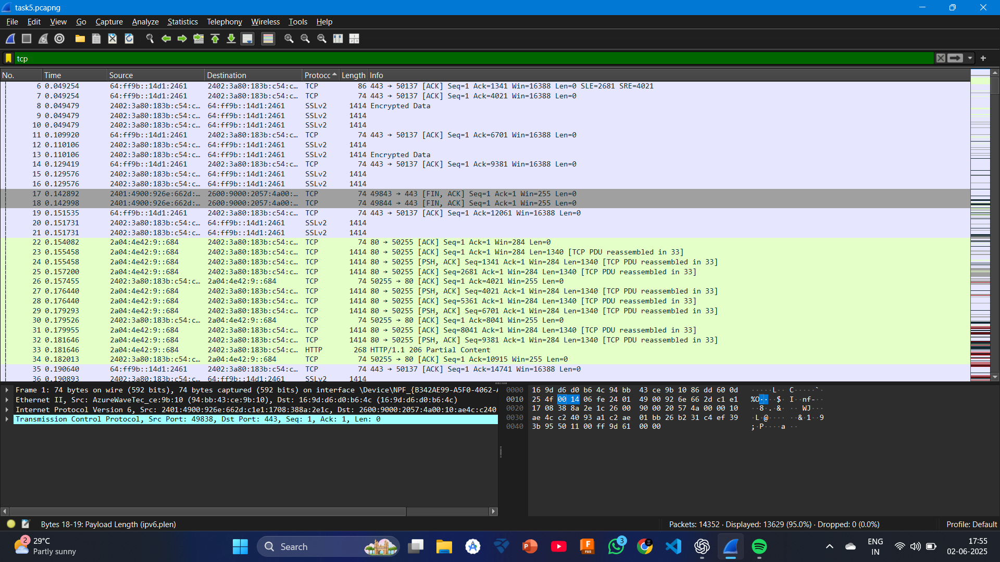 task5.pcapng
File Edit View Go Capture Analyze Statistics Telephony Wireless Tools Help
tcp
No. Time Source Destination Protocc Length Info
6 0.049254 64:ff9b::14d1:2461 2402:3a80:183b:c54:c… TCP 86 443 → 50137 [ACK] Seq=1 Ack=1341 Win=16388 Len=0 SLE=2681 SRE=4021
7 0.049254 64:ff9b::14d1:2461 2402:3a80:183b:c54:c… TCP 74 443 → 50137 [ACK] Seq=1 Ack=4021 Win=16388 Len=0
8 0.049479 2402:3a80:183b:c54:c… 64:ff9b::14d1:2461 SSLv2 1414 Encrypted Data
9 0.049479 2402:3a80:183b:c54:c… 64:ff9b::14d1:2461 SSLv2 1414
10 0.049479 2402:3a80:183b:c54:c… 64:ff9b::14d1:2461 SSLv2 1414
11 0.109920 64:ff9b::14d1:2461 2402:3a80:183b:c54:c… TCP 74 443 → 50137 [ACK] Seq=1 Ack=6701 Win=16388 Len=0
12 0.110106 2402:3a80:183b:c54:c… 64:ff9b::14d1:2461 SSLv2 1414
13 0.110106 2402:3a80:183b:c54:c… 64:ff9b::14d1:2461 SSLv2 1414 Encrypted Data
14 0.129419 64:ff9b::14d1:2461 2402:3a80:183b:c54:c… TCP 74 443 → 50137 [ACK] Seq=1 Ack=9381 Win=16388 Len=0
15 0.129576 2402:3a80:183b:c54:c… 64:ff9b::14d1:2461 SSLv2 1414
16 0.129576 2402:3a80:183b:c54:c… 64:ff9b::14d1:2461 SSLv2 1414
17 0.142892 2401:4900:926e:662d:… 2600:9000:2057:4a00:… TCP 74 49843 → 443 [FIN, ACK] Seq=1 Ack=1 Win=255 Len=0
18 0.142998 2401:4900:926e:662d:… 2600:9000:2057:4a00:… TCP 74 49844 → 443 [FIN, ACK] Seq=1 Ack=1 Win=255 Len=0
19 0.151535 64:ff9b::14d1:2461 2402:3a80:183b:c54:c… TCP 74 443 → 50137 [ACK] Seq=1 Ack=12061 Win=16388 Len=0
20 0.151731 2402:3a80:183b:c54:c… 64:ff9b::14d1:2461 SSLv2 1414
21 0.151731 2402:3a80:183b:c54:c… 64:ff9b::14d1:2461 SSLv2 1414
22 0.154082 2a04:4e42:9::684 2402:3a80:183b:c54:c… TCP 74 80 → 50255 [ACK] Seq=1 Ack=1 Win=284 Len=0
23 0.155458 2a04:4e42:9::684 2402:3a80:183b:c54:c… TCP 1414 80 → 50255 [ACK] Seq=1 Ack=1 Win=284 Len=1340 [TCP PDU reassembled in 33]
24 0.155458 2a04:4e42:9::684 2402:3a80:183b:c54:c… TCP 1414 80 → 50255 [PSH, ACK] Seq=1341 Ack=1 Win=284 Len=1340 [TCP PDU reassembled in 33]
25 0.157200 2a04:4e42:9::684 2402:3a80:183b:c54:c… TCP 1414 80 → 50255 [ACK] Seq=2681 Ack=1 Win=284 Len=1340 [TCP PDU reassembled in 33]
26 0.157455 2402:3a80:183b:c54:c… 2a04:4e42:9::684 TCP 74 50255 → 80 [ACK] Seq=1 Ack=4021 Win=255 Len=0
27 0.176440 2a04:4e42:9::684 2402:3a80:183b:c54:c… TCP 1414 80 → 50255 [PSH, ACK] Seq=4021 Ack=1 Win=284 Len=1340 [TCP PDU reassembled in 33]
28 0.176440 2a04:4e42:9::684 2402:3a80:183b:c54:c… TCP 1414 80 → 50255 [ACK] Seq=5361 Ack=1 Win=284 Len=1340 [TCP PDU reassembled in 33]
29 0.179293 2a04:4e42:9::684 2402:3a80:183b:c54:c… TCP 1414 80 → 50255 [PSH, ACK] Seq=6701 Ack=1 Win=284 Len=1340 [TCP PDU reassembled in 33]
30 0.179526 2402:3a80:183b:c54:c… 2a04:4e42:9::684 TCP 74 50255 → 80 [ACK] Seq=1 Ack=8041 Win=255 Len=0
31 0.179955 2a04:4e42:9::684 2402:3a80:183b:c54:c… TCP 1414 80 → 50255 [ACK] Seq=8041 Ack=1 Win=284 Len=1340 [TCP PDU reassembled in 33]
32 0.181646 2a04:4e42:9::684 2402:3a80:183b:c54:c… TCP 1414 80 → 50255 [PSH, ACK] Seq=9381 Ack=1 Win=284 Len=1340 [TCP PDU reassembled in 33]
33 0.181646 2a04:4e42:9::684 2402:3a80:183b:c54:c… HTTP 268 HTTP/1.1 206 Partial Content
34 0.182013 2402:3a80:183b:c54:c… 2a04:4e42:9::684 TCP 74 50255 → 80 [ACK] Seq=1 Ack=10915 Win=255 Len=0
35 0.190640 64:ff9b::14d1:2461 2402:3a80:183b:c54:c… TCP 74 443 → 50137 [ACK] Seq=1 Ack=14741 Win=16388 Len=0
36 0.190893 2402:3a80:183b:c54:c… 64:ff9b::14d1:2461 SSLv2 1414
Frame 1: 74 bytes on wire (592 bits), 74 bytes captured (592 bits) on interface \Device\NPF_{B342AE99-A5F0-4062-
Ethernet II, Src: AzureWaveTec_ce:9b:10 (94:bb:43:ce:9b:10), Dst: 16:9d:d6:d0:b6:4c (16:9d:d6:d0:b6:4c)
Internet Protocol Version 6, Src: 2401:4900:926e:662d:c1e1:1708:388a:2e1c, Dst: 2600:9000:2057:4a00:10:ae4c:c240
Transmission Control Protocol, Src Port: 49838, Dst Port: 443, Seq: 1, Ack: 1, Len: 0
0000 16 9d d6 d0 b6 4c 94 bb 43 ce 9b 10 86 dd 60 0d ·····L·· C·····`·
0010 25 4f 00 14 06 fe 24 01 49 00 92 6e 66 2d c1 e1 %O····$· I··nf-··
0020 17 08 38 8a 2e 1c 26 00 90 00 20 57 4a 00 00 10 ··8·.·&· ·· WJ···
0030 ae 4c c2 40 93 a1 c2 ae 01 bb 26 b2 31 c4 ef 39 ·L·@···· ··&·1··9
0040 3b 95 50 11 00 ff 9d 61 00 00 ;·P····a ··
Bytes 18-19: Payload Length (ipv6.plen)
Packets: 14352 · Displayed: 13629 (95.0%) · Dropped: 0 (0.0%)
Profile: Default
2
29°C
Partly sunny
Search
P
F
FUS
3
ENG
IN
17:55
02-06-2025